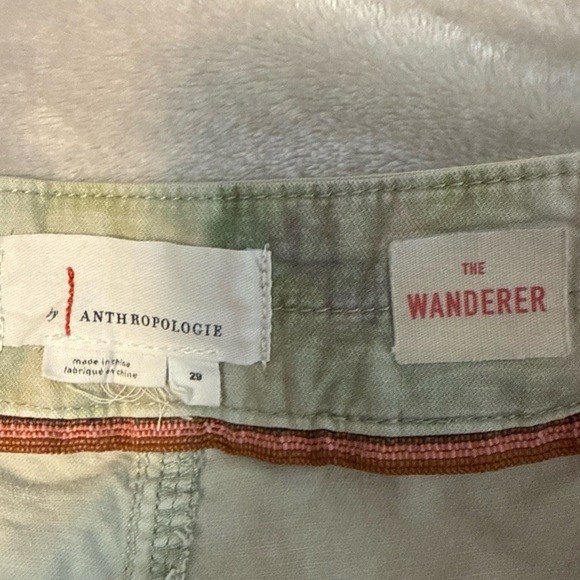 by ANTHROPOLOGIE
made in china
fabriqué en chine
29
THE
WANDERER